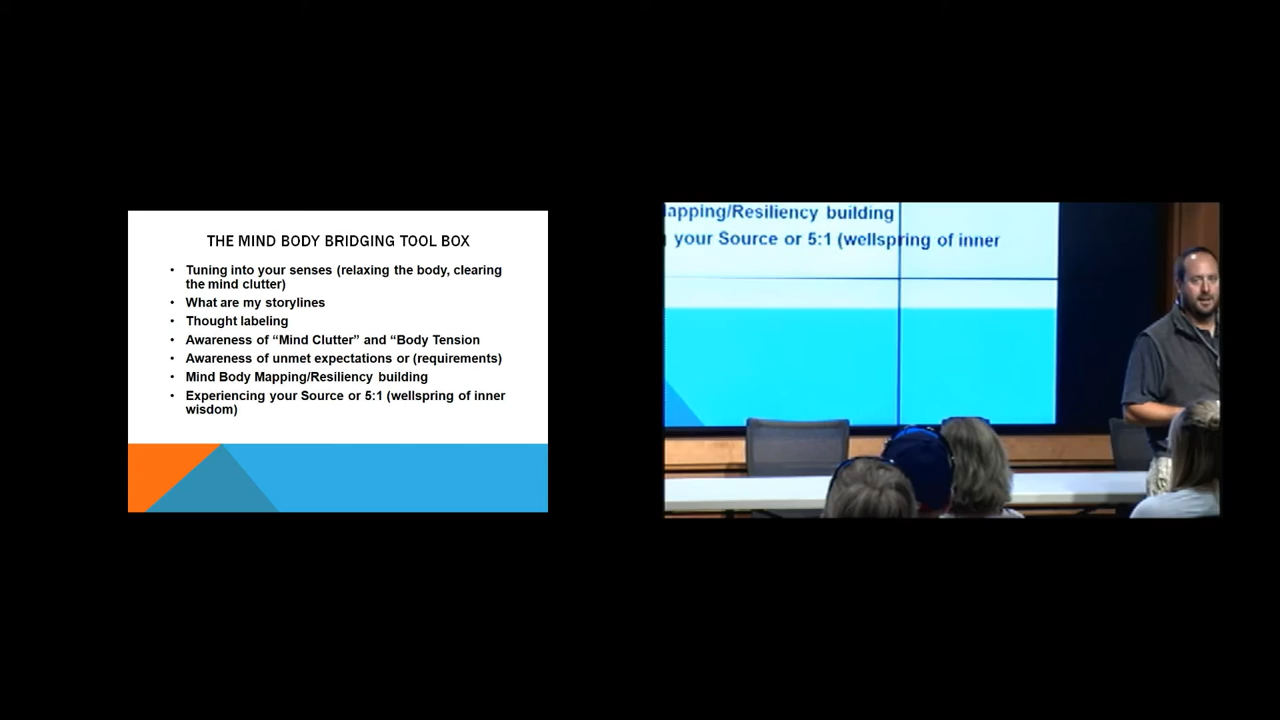 THE MIND BODY BRIDGING TOOL BOX
• Tuning into your senses (relaxing the body, clearing
the mind clutter)
• What are my storylines
• Thought labeling
• Awareness of “Mind Clutter” and “Body Tension
• Awareness of unmet expectations or (requirements)
• Mind Body Mapping/Resiliency building
• Experiencing your Source or 5:1 (wellspring of inner
wisdom)
apping/Resiliency building
your Source or 5:1 (wellspring of inner